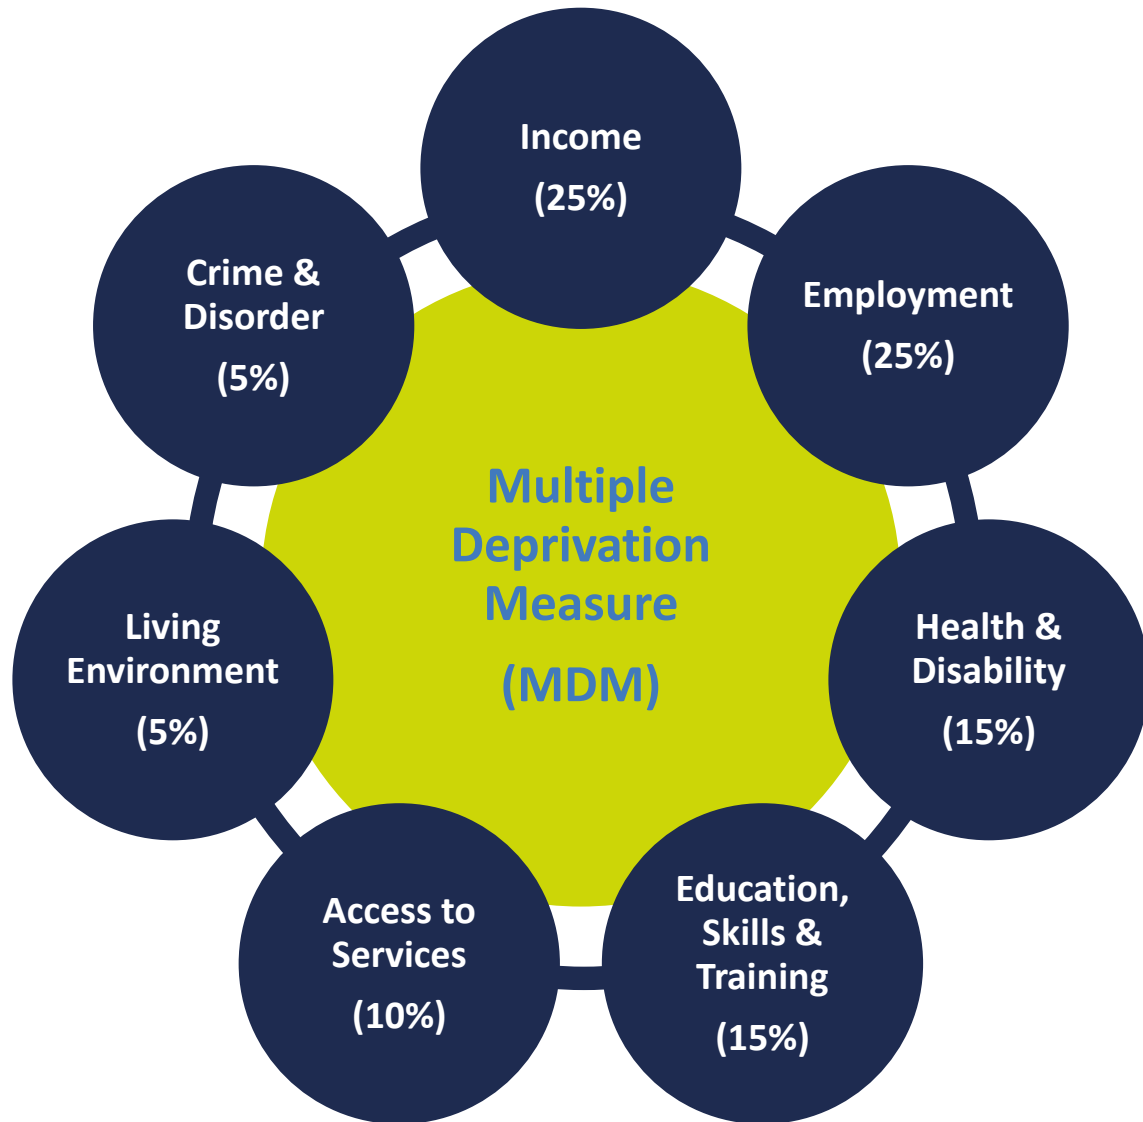 Income
(25%)
Employment
(25%)
Health &
Disability
(15%)
Education,
Skills &
Training
(15%)
Access to
Services
(10%)
Living
Environment
(5%)
Crime &
Disorder
(5%)
Multiple
Deprivation
Measure
(MDM)